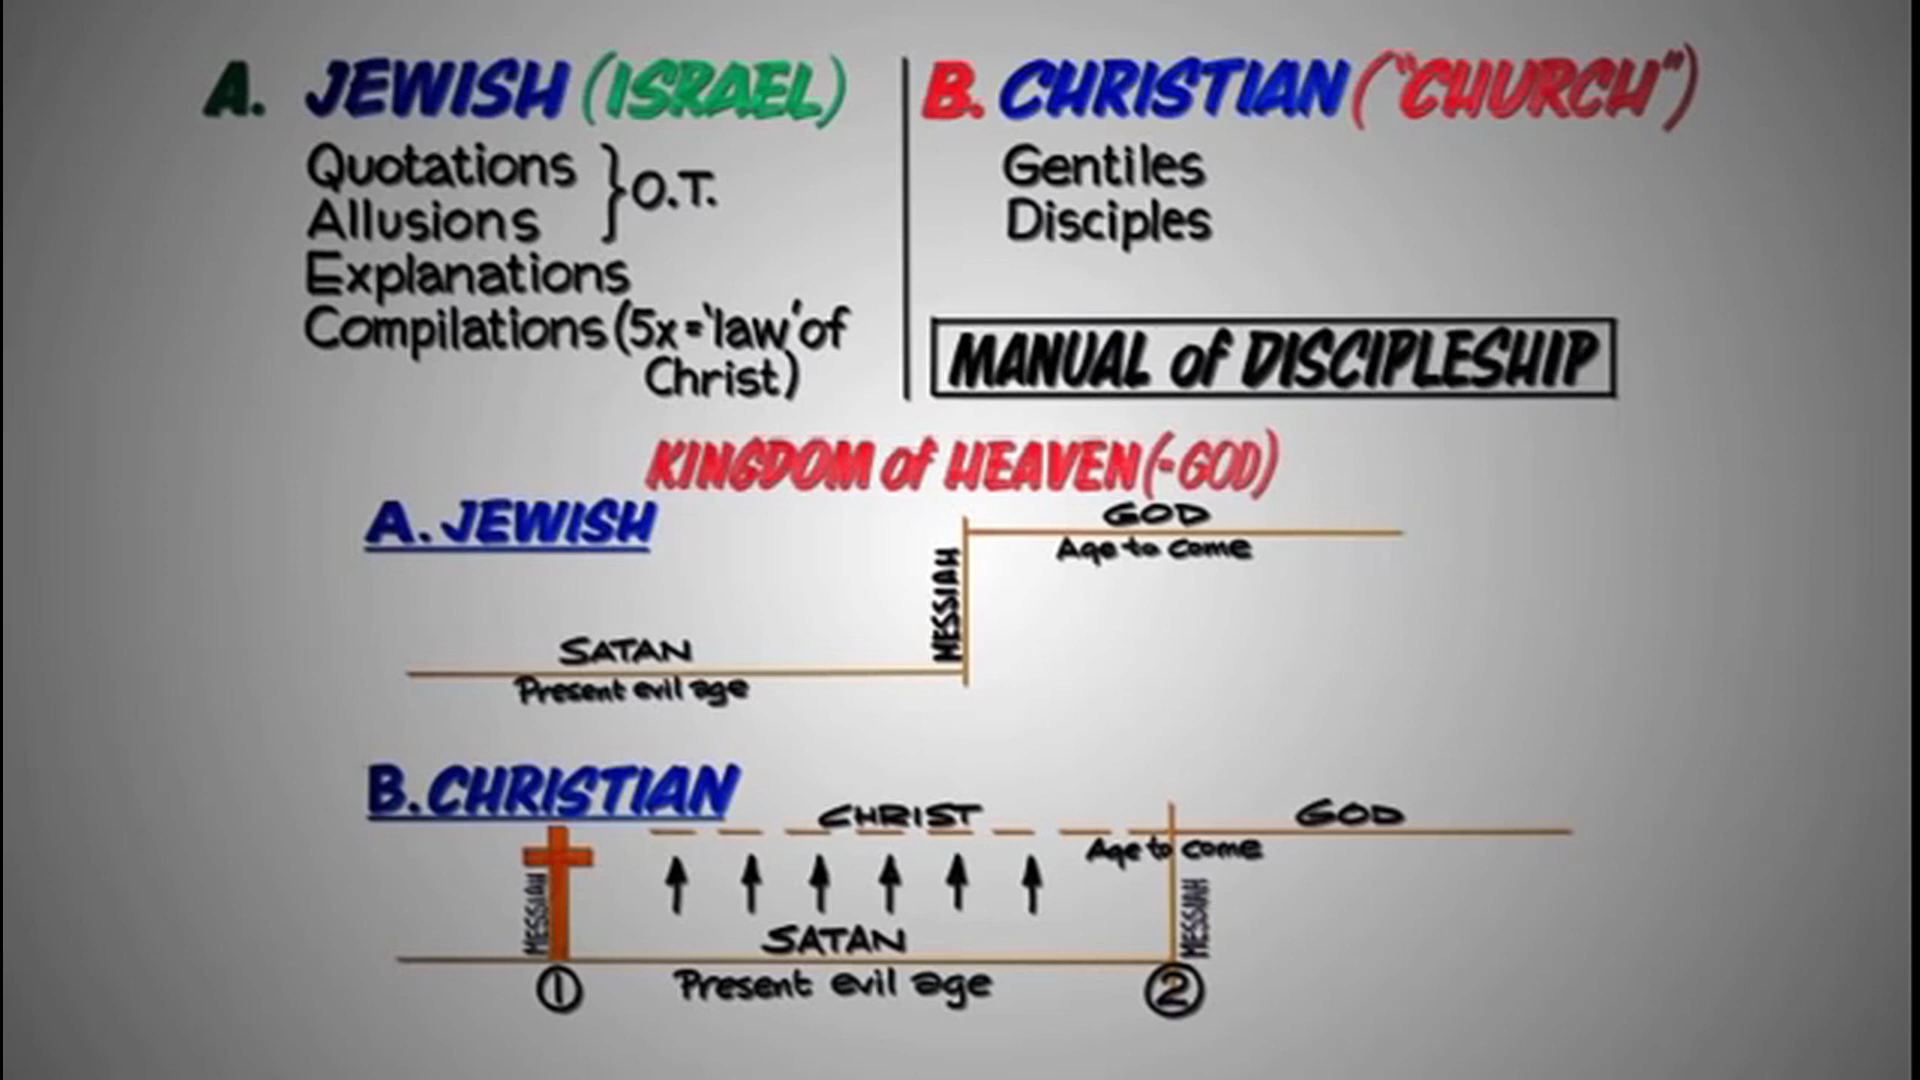 A. JEWISH (ISRAEL)
Quotations
Allusions
} O.T.
Explanations
Compilations (5x = 'law' of
Christ)
B. CHRISTIAN ("CHURCH")
Gentiles
Disciples
MANUAL of DISCIPLESHIP
KINGDOM of HEAVEN (=GOD)
A. JEWISH
GOD
Age to come
MESSIAH
SATAN
Present evil age
B. CHRISTIAN
CHRIST
GOD
Age to come
MESSIAH
MESSIAH
SATAN
Present evil age
①
②